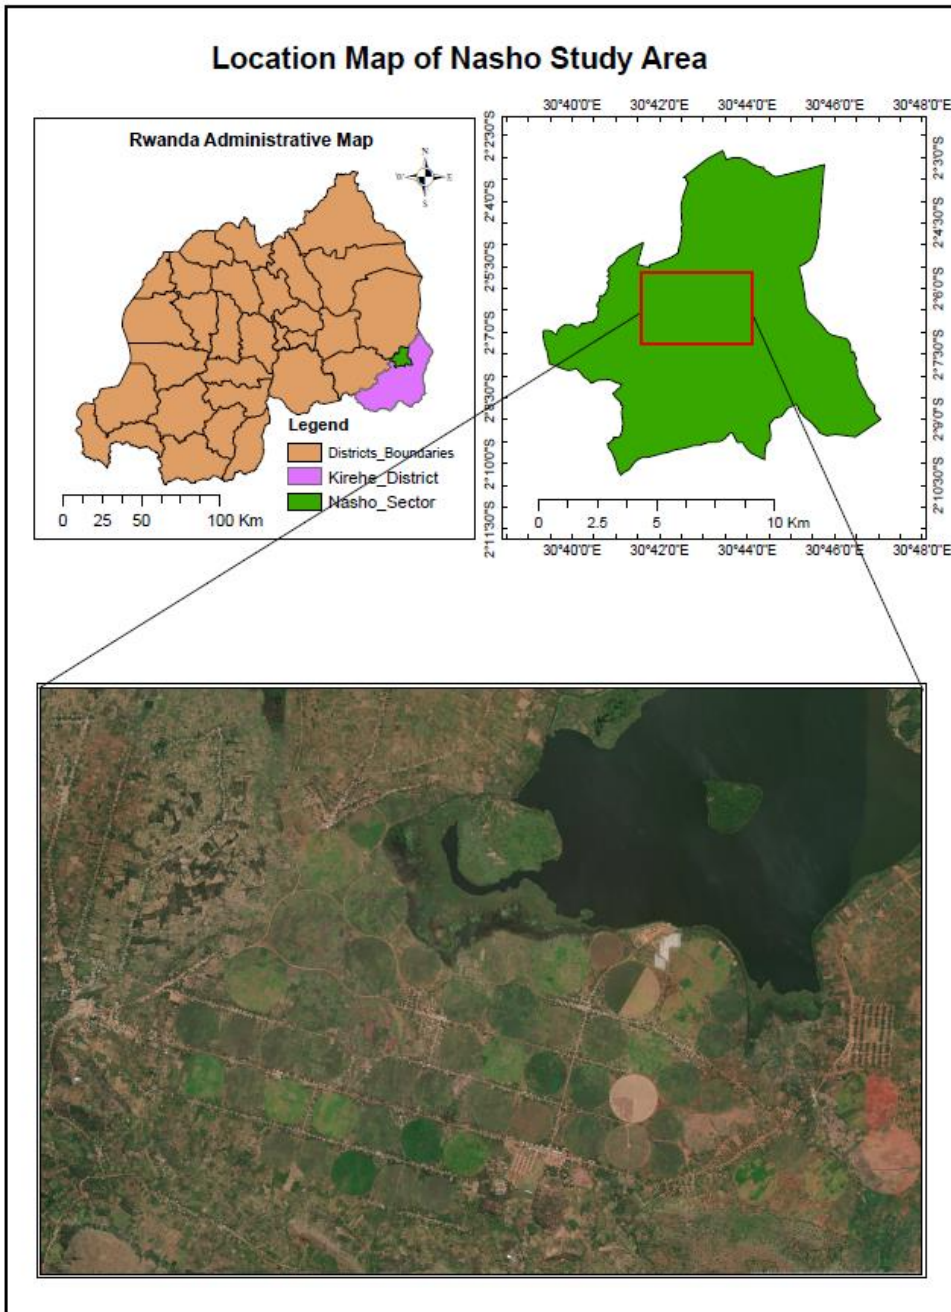 Location Map of Nasho Study Area
Rwanda Administrative Map
N
W E
S
Legend
Districts_Boundaries
Kirehe_District
Nasho_Sector
0 25 50 100 Km
30°40'0"E 30°42'0"E 30°44'0"E 30°46'0"E 30°48'0"E
2°2'30"S
2°4'0"S
2°5'30"S
2°7'0"S
2°8'30"S
2°10'0"S
2°11'30"S
2°3'0"S
2°4'30"S
2°6'0"S
2°7'30"S
2°9'0"S
2°10'30"S
0 2.5 5 10 Km
30°40'0"E 30°42'0"E 30°44'0"E 30°46'0"E 30°48'0"E